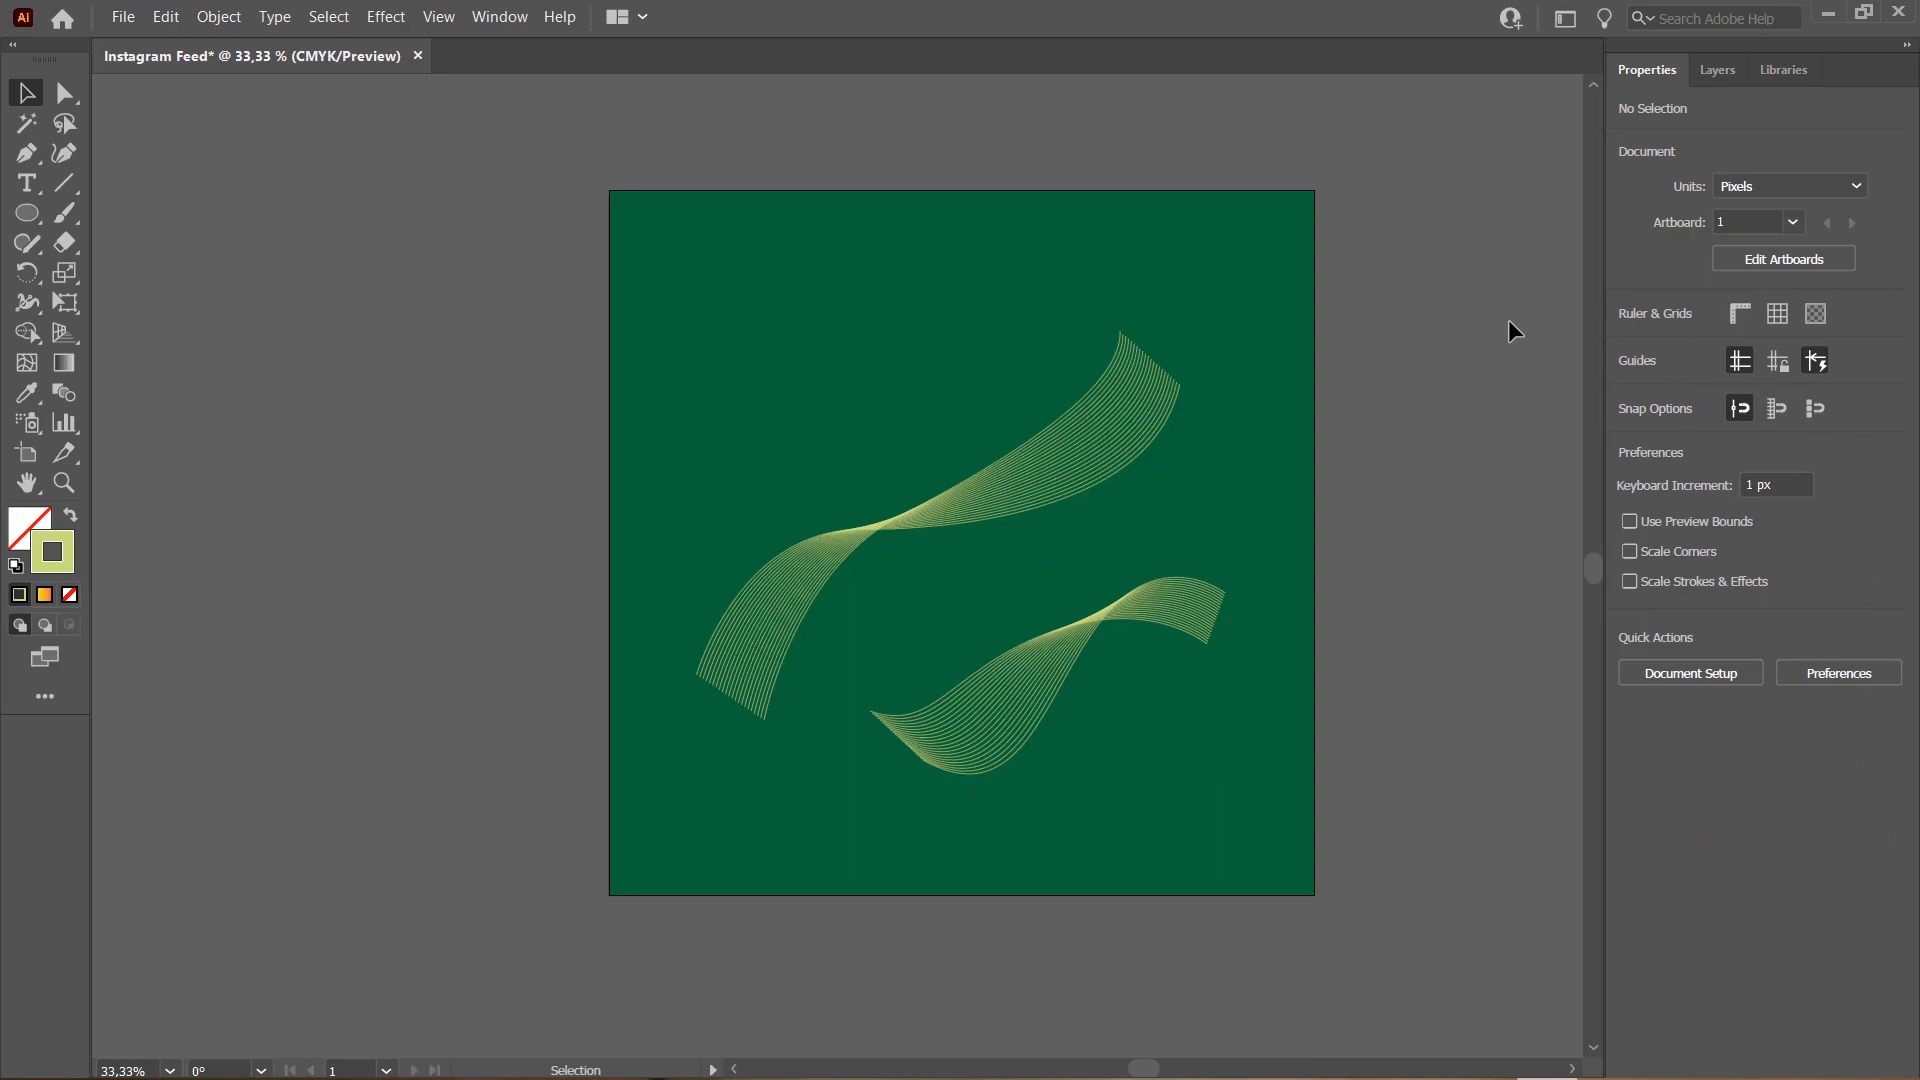 Ai
File Edit Object Type Select Effect View Window Help
Search Adobe Help
Instagram Feed* @ 33,33 % (CMYK/Preview) ×
Properties Layers Libraries
No Selection
Document
Units: Pixels
Artboard: 1
Edit Artboards
Ruler & Grids
Guides
Snap Options
Preferences
Keyboard Increment: 1 px
Use Preview Bounds
Scale Corners
Scale Strokes & Effects
Quick Actions
Document Setup Preferences
33,33% 0° 1 Selection